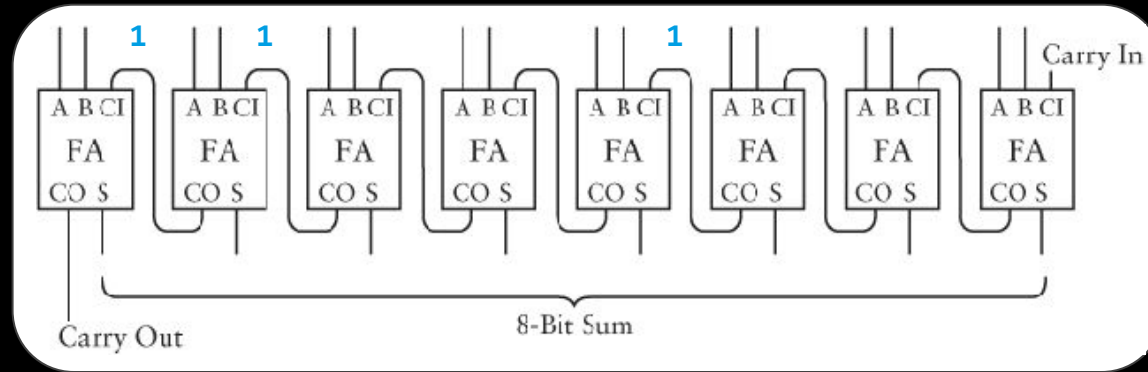 1 1 1
Carry In
A B CI A B CI A B CI A B CI A B CI A B CI A B CI A B CI
FA FA FA FA FA FA FA FA
CO S CO S CO S CO S CO S CO S CO S CO S
8-Bit Sum
Carry Out